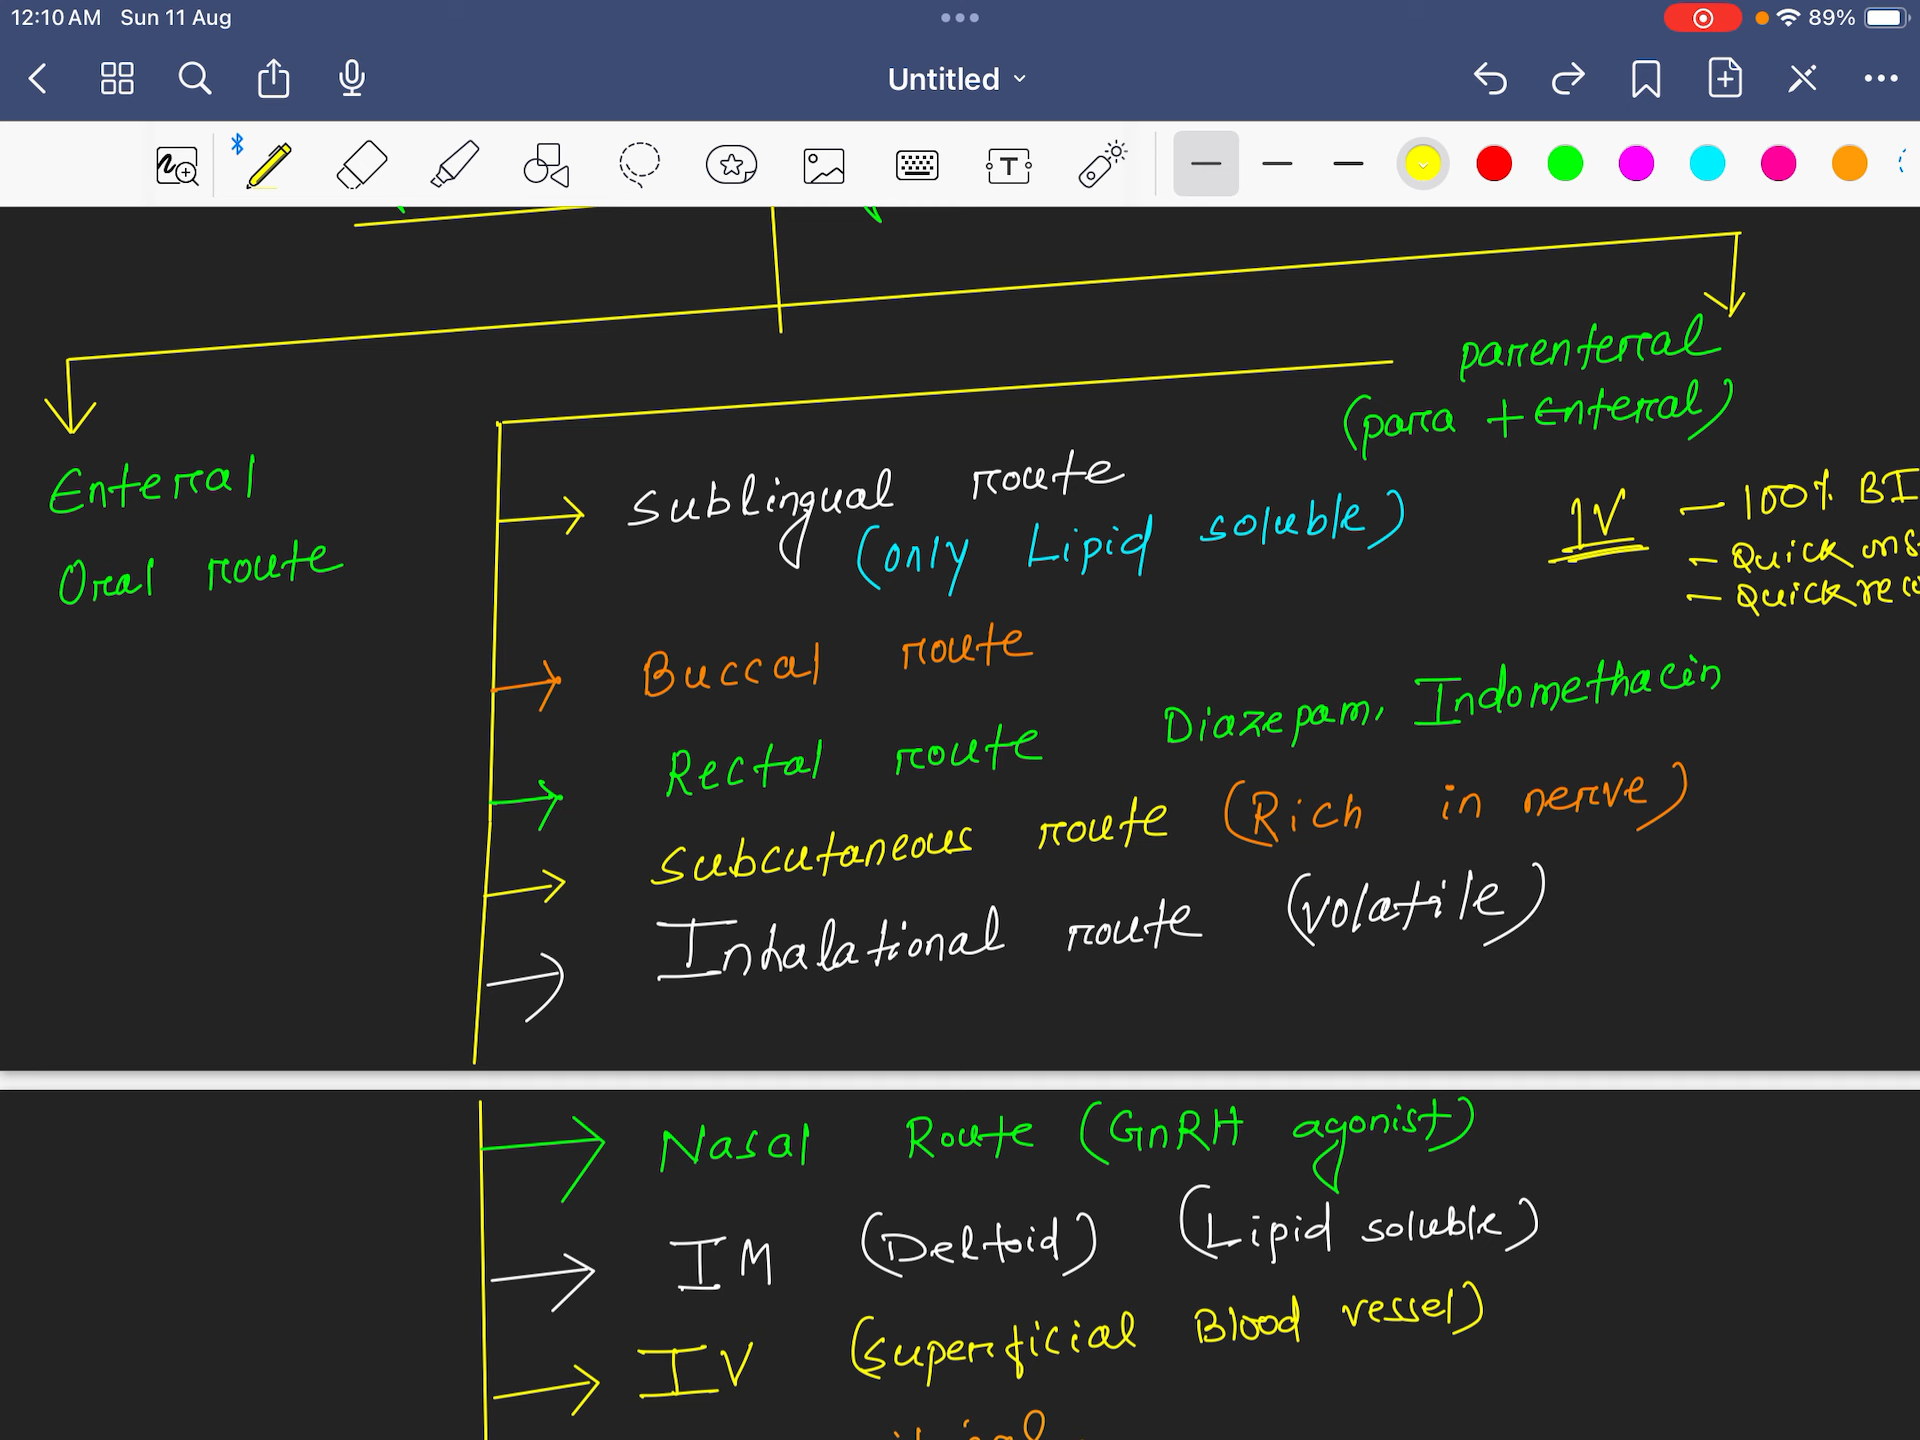 12:10 AM Sun 11 Aug
89%
Untitled
T
parenteral
(para + Enteral)
Enteral
Oral route
Sublingual route
(only Lipid soluble)
IV
— 100% BI
— Quick ons
— Quick reco
Buccal route
Rectal route Diazepam, Indomethacin
Subcutaneous route (Rich in nerve)
Inhalational route (volatile)
Nasal Route (GnRH agonist)
IM (Deltoid) (Lipid soluble)
IV (superficial Blood vessel)